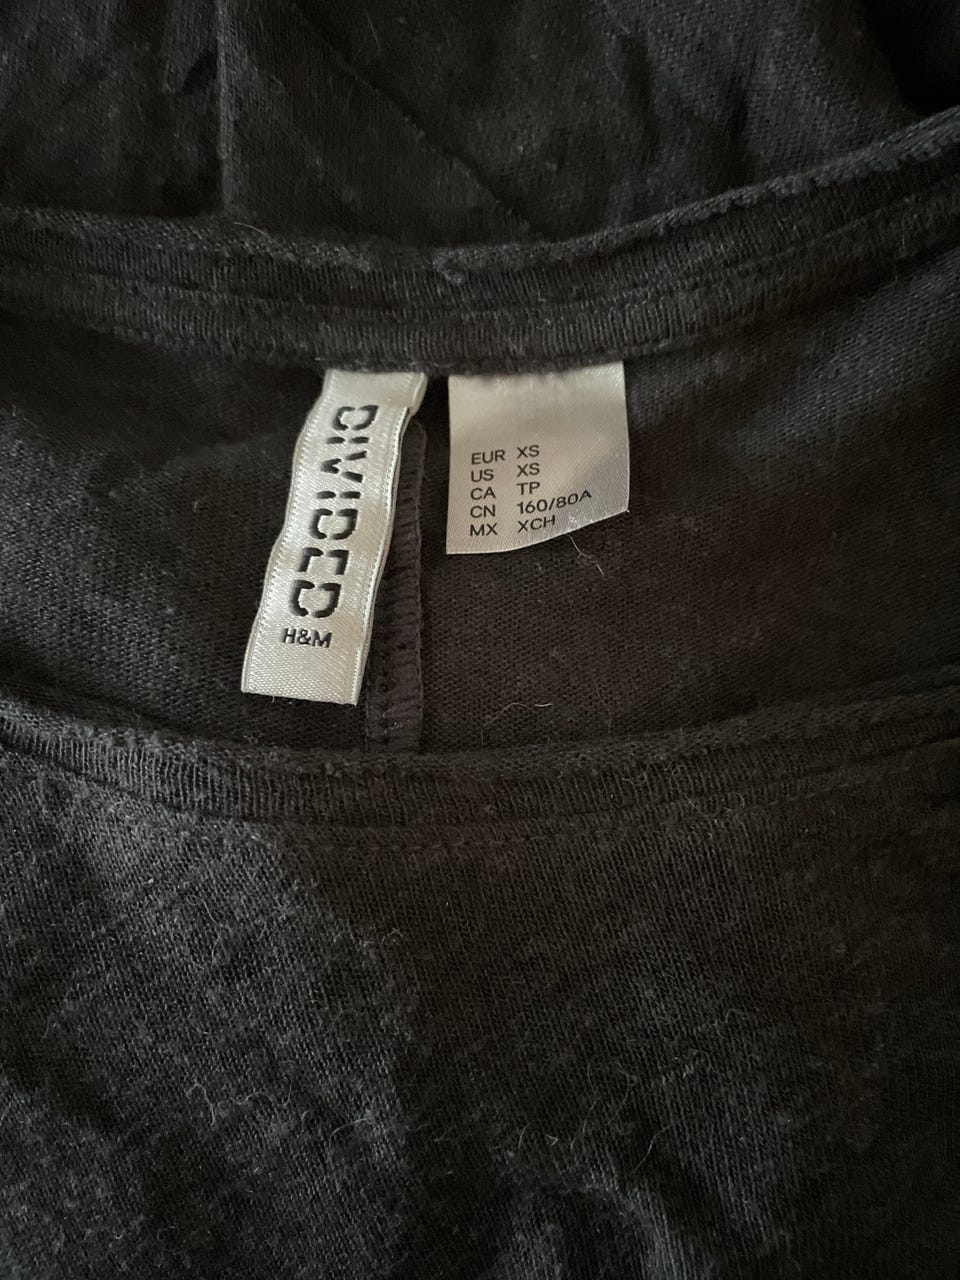 DIVIDED
H&M
EUR XS
US XS
CA TP
CN 160/80A
MX XCH